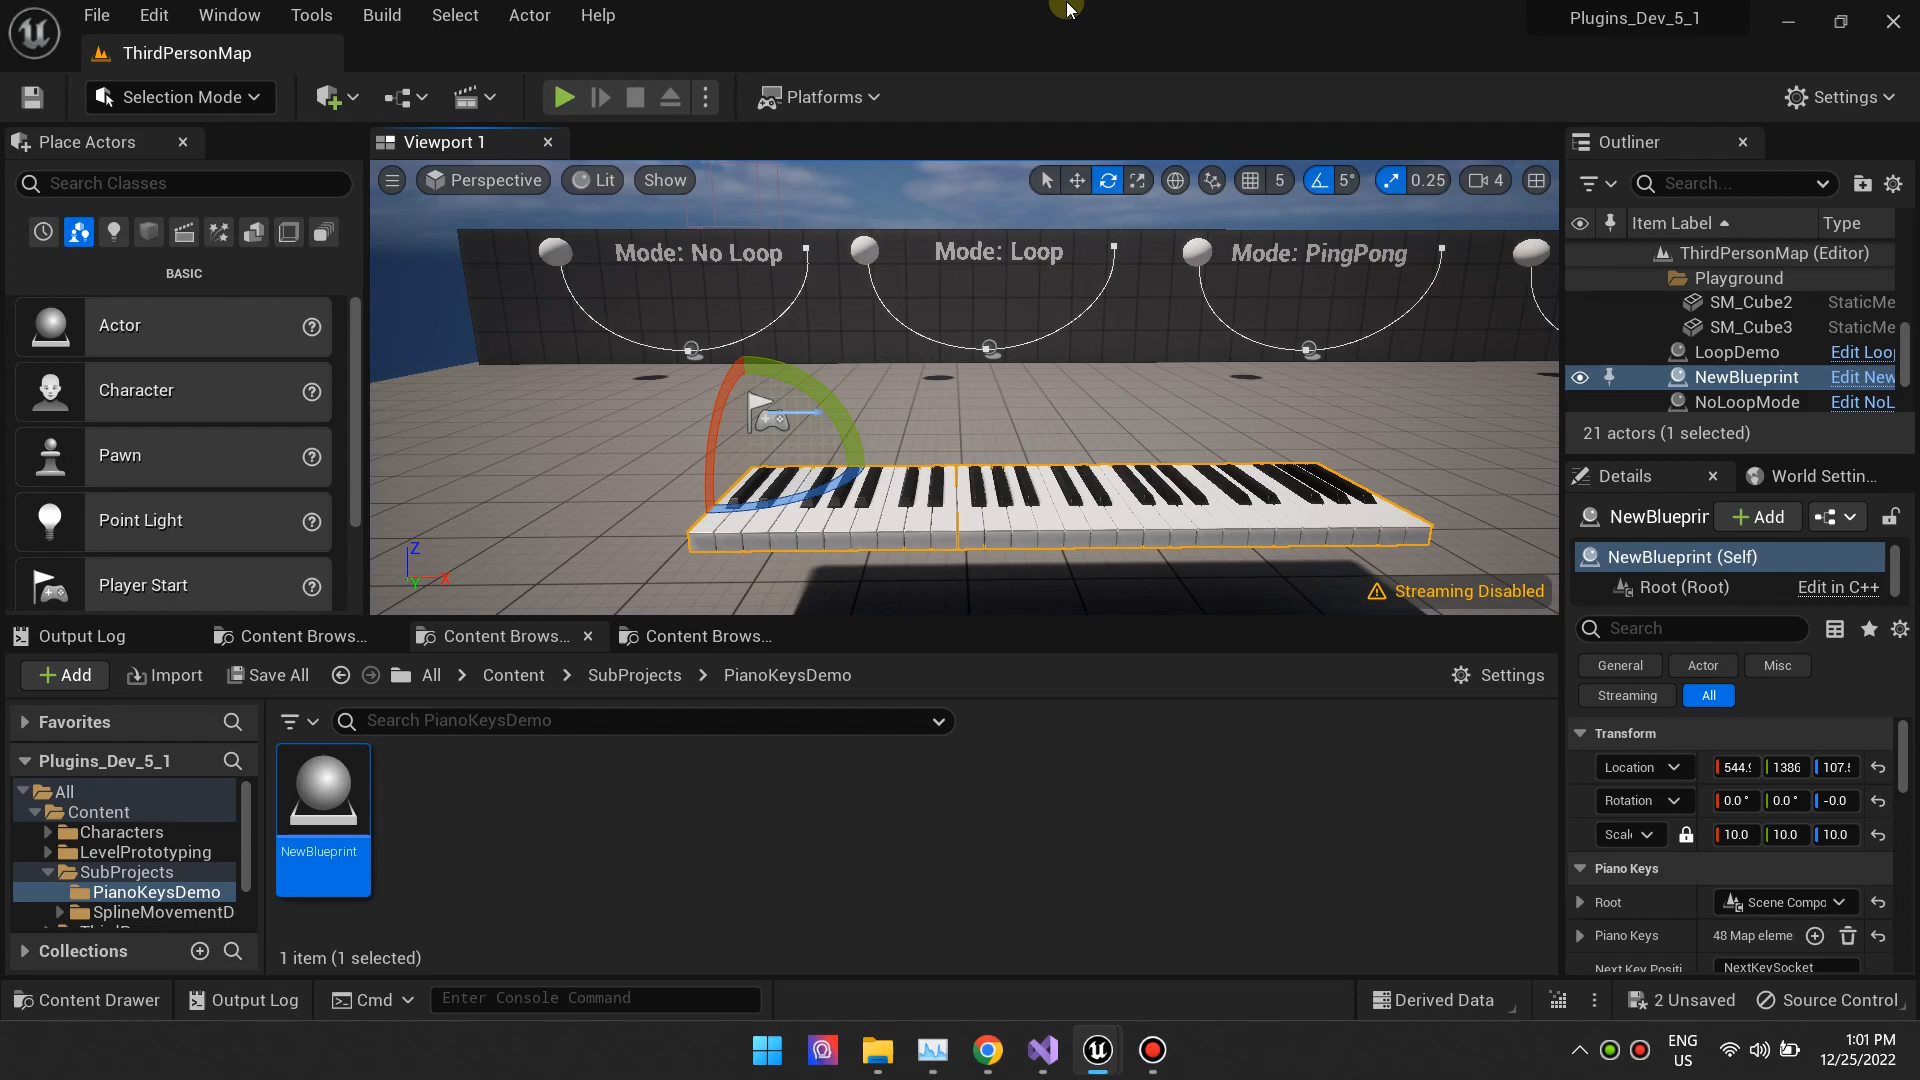 File Edit Window Tools Build Select Actor Help
Plugins_Dev_5_1
ThirdPersonMap
Selection Mode
Platforms
Settings
Place Actors
Search Classes
BASIC
Actor
Character
Pawn
Point Light
Player Start
Viewport 1
Perspective
Lit
Show
5
5°
0.25
4
Mode: No Loop
Mode: Loop
Mode: PingPong
Z
X
Y
Streaming Disabled
Outliner
Search...
Item Label
Type
ThirdPersonMap (Editor)
Playground
SM_Cube2 StaticMe
SM_Cube3 StaticMe
LoopDemo Edit Loop
NewBlueprint Edit New
NoLoopMode Edit NoL
21 actors (1 selected)
Details
World Settin...
NewBlueprin
Add
NewBlueprint (Self)
Root (Root)
Edit in C++
Search
General
Actor
Misc
Streaming
All
Transform
Location 544.9 1386 107.5
Rotation 0.0 ° 0.0 ° -0.0
Scal 10.0 10.0 10.0
Piano Keys
Root
Scene Compo
Piano Keys
48 Map eleme
Next Key Positi
NextKeySocket
Output Log
Content Brows...
Content Brows...
Content Brows...
Add
Import
Save All
All
Content
SubProjects
PianoKeysDemo
Settings
Favorites
Plugins_Dev_5_1
All
Content
Characters
LevelPrototyping
SubProjects
PianoKeysDemo
SplineMovementD
Collections
Search PianoKeysDemo
NewBlueprint
1 item (1 selected)
Content Drawer
Output Log
Cmd
Enter Console Command
Derived Data
2 Unsaved
Source Control
ENG
US
1:01 PM
12/25/2022